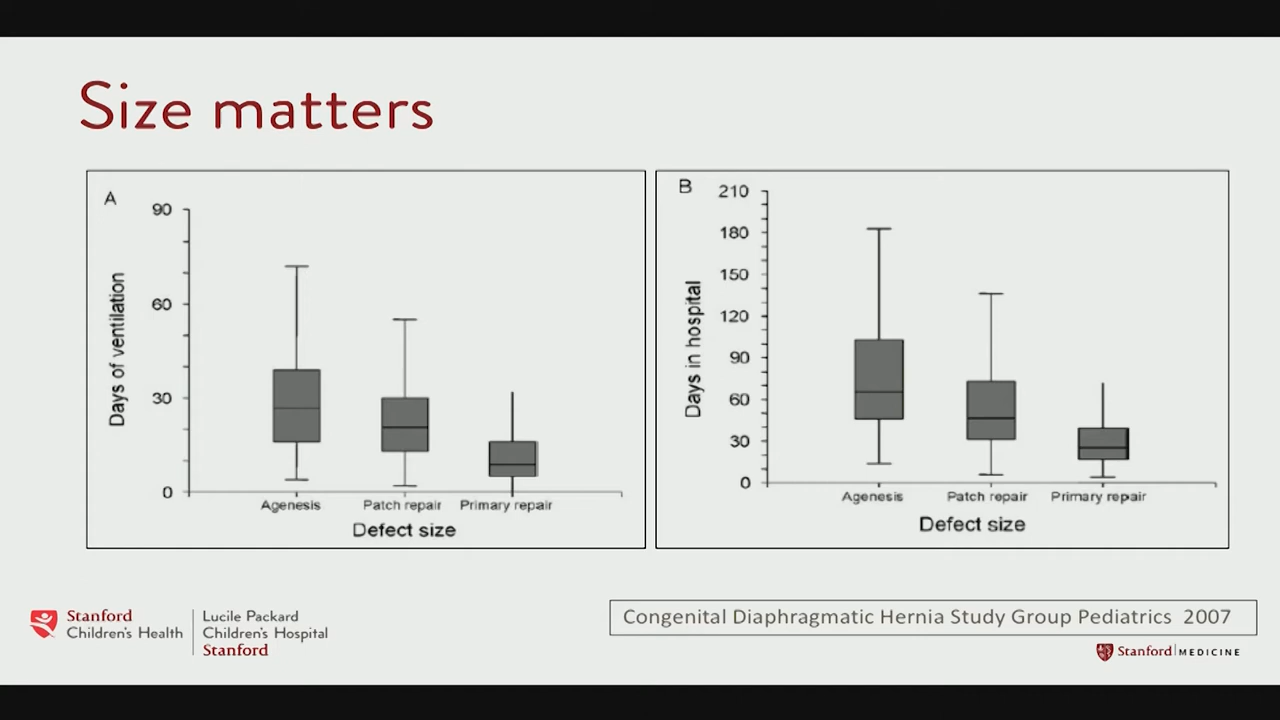 Size matters
A
90
60
30
0
Days of ventilation
Agenesis Patch repair Primary repair
Defect size
B
210
180
150
120
90
60
30
0
Days in hospital
Agenesis Patch repair Primary repair
Defect size
Stanford
Children's Health
Lucile Packard
Children's Hospital
Stanford
Congenital Diaphragmatic Hernia Study Group Pediatrics 2007
Stanford MEDICINE